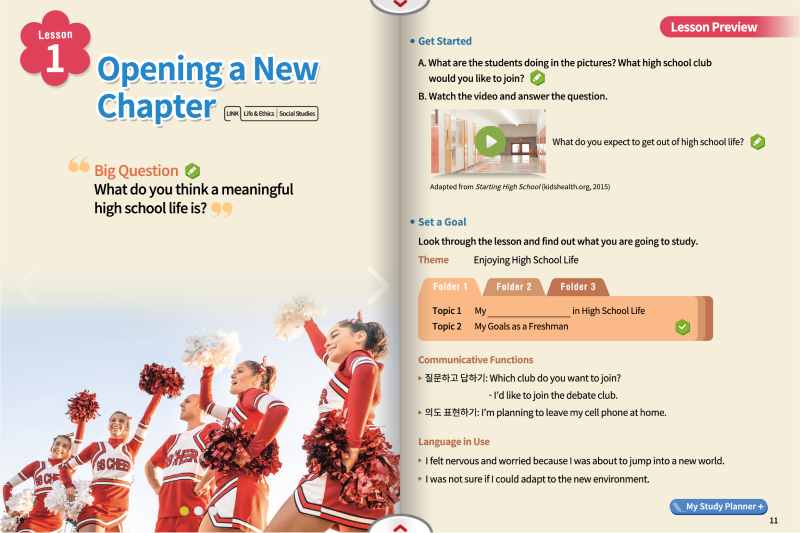 Lesson
1
Opening a New
Chapter
LINK Life & Ethics Social Studies
Big Question
What do you think a meaningful
high school life is?
68 CHEER
68 CHEER
68 CHEER
10
Lesson Preview
Get Started
A. What are the students doing in the pictures? What high school club
would you like to join?
B. Watch the video and answer the question.
What do you expect to get out of high school life?
Adapted from Starting High School (kidshealth.org, 2015)
Set a Goal
Look through the lesson and find out what you are going to study.
Theme Enjoying High School Life
Folder 1 Folder 2 Folder 3
Topic 1 My ________________ in High School Life
Topic 2 My Goals as a Freshman
Communicative Functions
▸ 질문하고 답하기: Which club do you want to join?
- I'd like to join the debate club.
▸ 의도 표현하기: I'm planning to leave my cell phone at home.
Language in Use
▸ I felt nervous and worried because I was about to jump into a new world.
▸ I was not sure if I could adapt to the new environment.
My Study Planner +
11